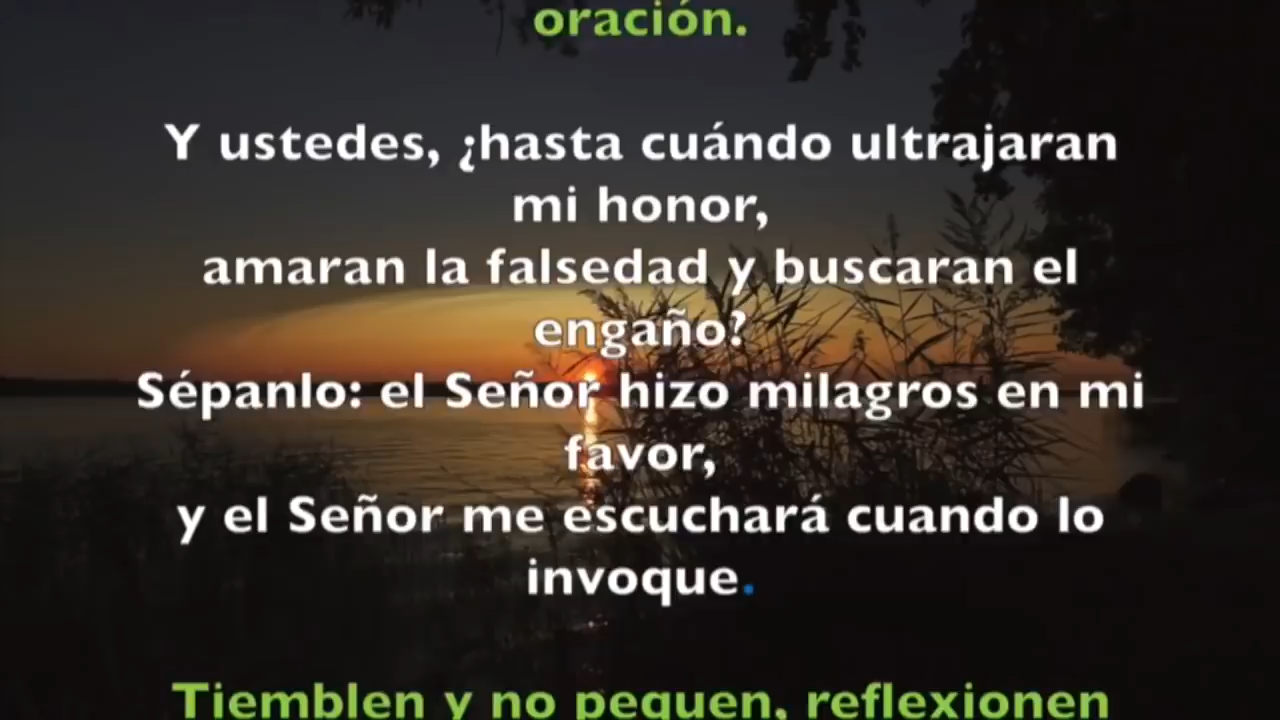 oración.
Y ustedes, ¿hasta cuándo ultrajaran
mi honor,
amaran la falsedad y buscaran el
engaño?
Sépanlo: el Señor hizo milagros en mi
favor,
y el Señor me escuchará cuando lo
invoque.
Tiemblen y no pequen, reflexionen